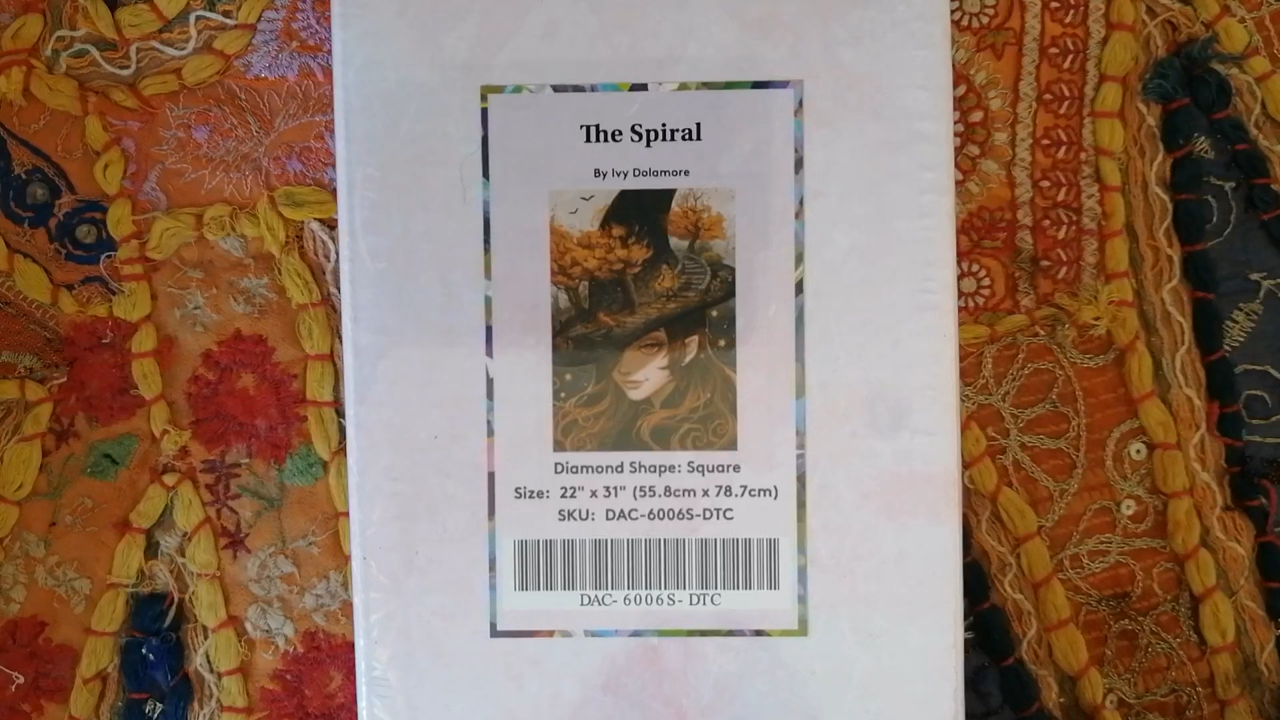 The Spiral
By Ivy Dolamore
Diamond Shape: Square
Size: 22" x 31" (55.8cm x 78.7cm)
SKU: DAC-6006S-DTC
DAC- 6006S- DTC